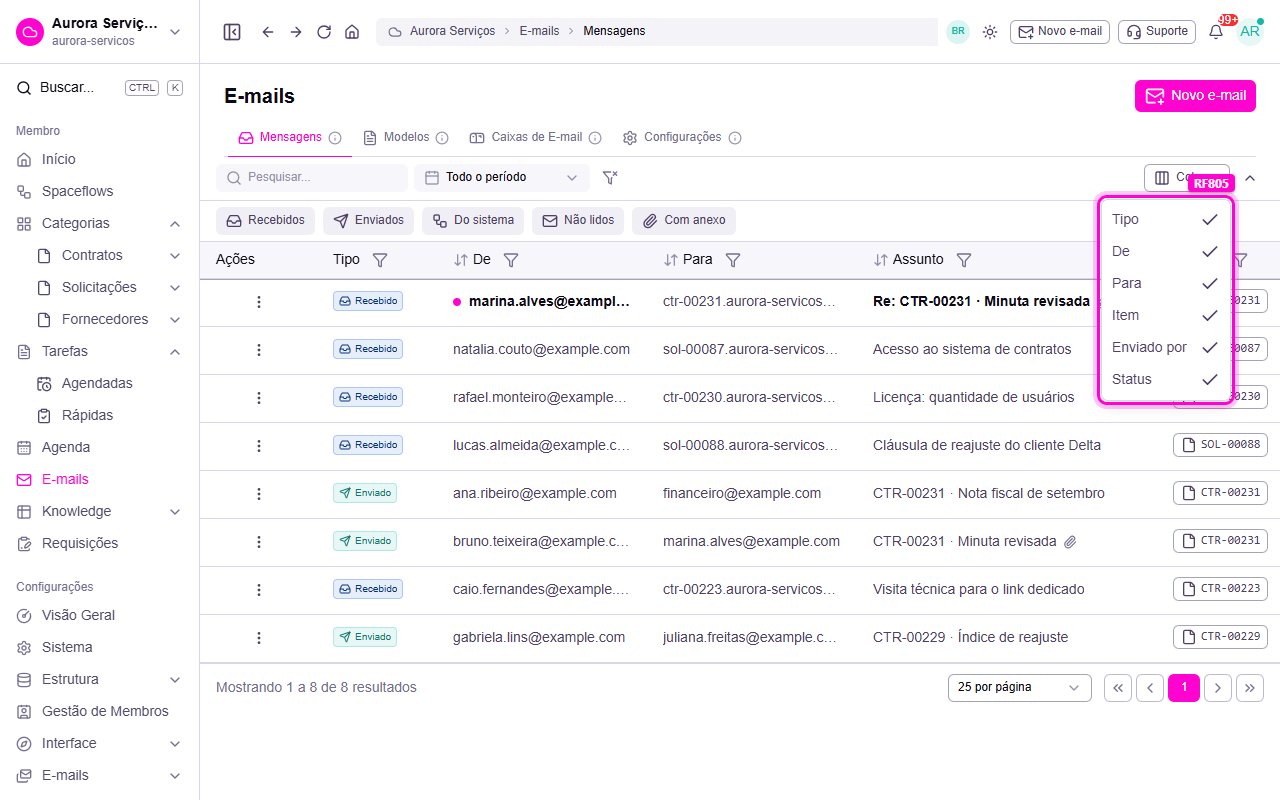 Aurora Serviç...
aurora-servicos
Aurora Serviços
E-mails
Mensagens
BR
Novo e-mail
Suporte
99+
AR
Buscar...
CTRL
K
Membro
Início
Spaceflows
Categorias
Contratos
Solicitações
Fornecedores
Tarefas
Agendadas
Rápidas
Agenda
E-mails
Knowledge
Requisições
Configurações
Visão Geral
Sistema
Estrutura
Gestão de Membros
Interface
E-mails
E-mails
Novo e-mail
Mensagens
Modelos
Caixas de E-mail
Configurações
Pesquisar...
Todo o período
RF805
Recebidos
Enviados
Do sistema
Não lidos
Com anexo
Tipo
De
Para
Item
Enviado por
Status
Ações
Tipo
De
Para
Assunto
Recebido
marina.alves@exampl...
ctr-00231.aurora-servicos...
Re: CTR-00231 · Minuta revisada
Recebido
natalia.couto@example.com
sol-00087.aurora-servicos...
Acesso ao sistema de contratos
Recebido
rafael.monteiro@example....
ctr-00230.aurora-servicos...
Licença: quantidade de usuários
Recebido
lucas.almeida@example.c...
sol-00088.aurora-servicos...
Cláusula de reajuste do cliente Delta
SOL-00088
Enviado
ana.ribeiro@example.com
financeiro@example.com
CTR-00231 · Nota fiscal de setembro
CTR-00231
Enviado
bruno.teixeira@example.c...
marina.alves@example.com
CTR-00231 · Minuta revisada
CTR-00231
Recebido
caio.fernandes@example....
ctr-00223.aurora-servicos...
Visita técnica para o link dedicado
CTR-00223
Enviado
gabriela.lins@example.com
juliana.freitas@example.c...
CTR-00229 · Índice de reajuste
CTR-00229
Mostrando 1 a 8 de 8 resultados
25 por página
1